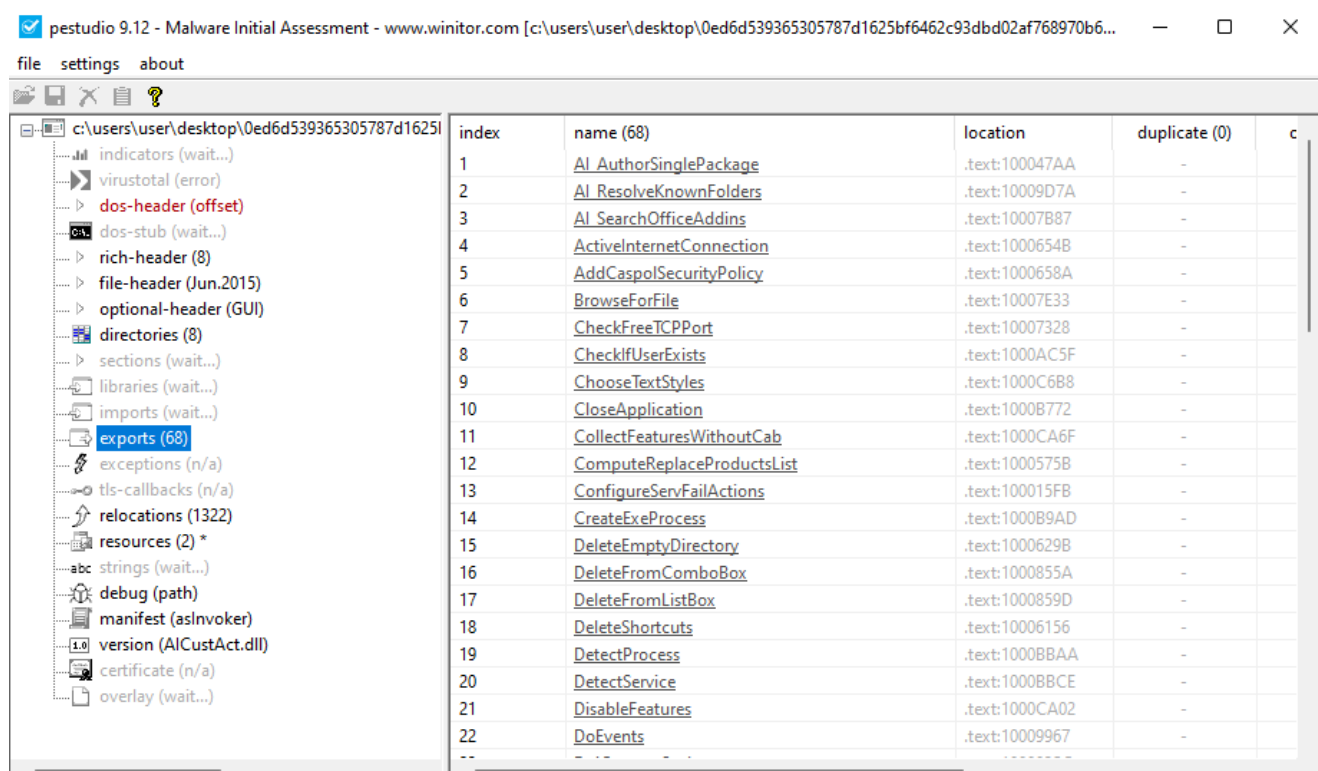 pestudio 9.12 - Malware Initial Assessment - www.winitor.com [c:\users\user\desktop\0ed6d539365305787d1625bf6462c93dbd02af768970b6...
file settings about
c:\users\user\desktop\0ed6d539365305787d1625
indicators (wait...)
virustotal (error)
dos-header (offset)
dos-stub (wait...)
rich-header (8)
file-header (Jun.2015)
optional-header (GUI)
directories (8)
sections (wait...)
libraries (wait...)
imports (wait...)
exports (68)
exceptions (n/a)
tls-callbacks (n/a)
relocations (1322)
resources (2) *
strings (wait...)
debug (path)
manifest (asInvoker)
version (AICustAct.dll)
certificate (n/a)
overlay (wait...)
index name (68) location duplicate (0)
1 AI_AuthorSinglePackage .text:100047AA -
2 AI_ResolveKnownFolders .text:10009D7A -
3 AI_SearchOfficeAddins .text:10007B87 -
4 ActiveInternetConnection .text:1000654B -
5 AddCaspolSecurityPolicy .text:1000658A -
6 BrowseForFile .text:10007E33 -
7 CheckFreeTCPPort .text:10007328 -
8 CheckIfUserExists .text:1000AC5F -
9 ChooseTextStyles .text:1000C6B8 -
10 CloseApplication .text:1000B772 -
11 CollectFeaturesWithoutCab .text:1000CA6F -
12 ComputeReplaceProductsList .text:1000575B -
13 ConfigureServFailActions .text:100015FB -
14 CreateExeProcess .text:1000B9AD -
15 DeleteEmptyDirectory .text:1000629B -
16 DeleteFromComboBox .text:1000855A -
17 DeleteFromListBox .text:1000859D -
18 DeleteShortcuts .text:10006156 -
19 DetectProcess .text:1000BBAA -
20 DetectService .text:1000BBCE -
21 DisableFeatures .text:1000CA02 -
22 DoEvents .text:10009967 -